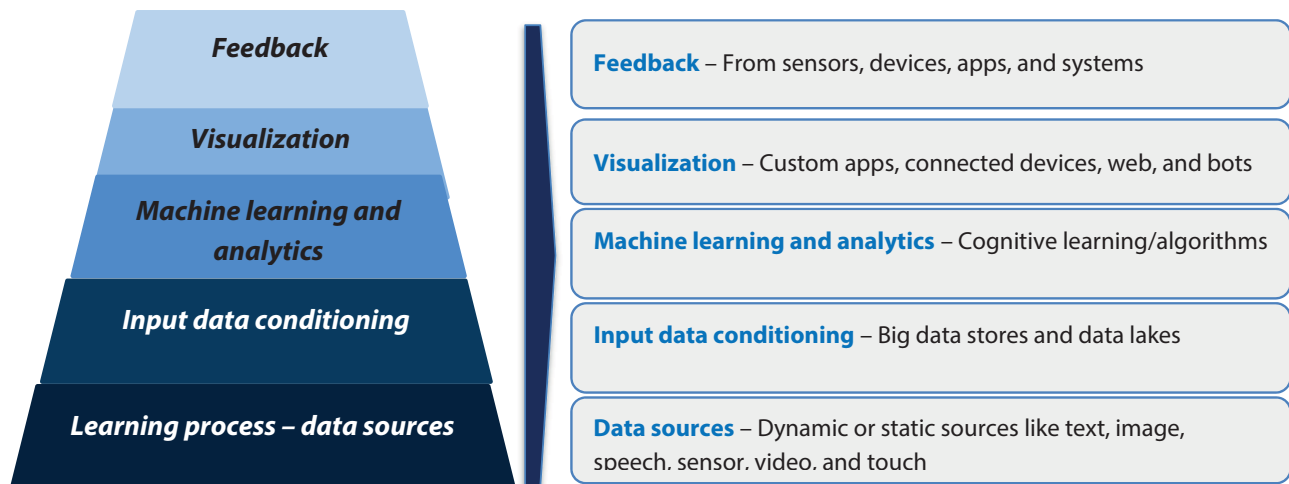 Feedback
Visualization
Machine learning and
analytics
Input data conditioning
Learning process – data sources
Feedback – From sensors, devices, apps, and systems
Visualization – Custom apps, connected devices, web, and bots
Machine learning and analytics – Cognitive learning/algorithms
Input data conditioning – Big data stores and data lakes
Data sources – Dynamic or static sources like text, image,
speech, sensor, video, and touch